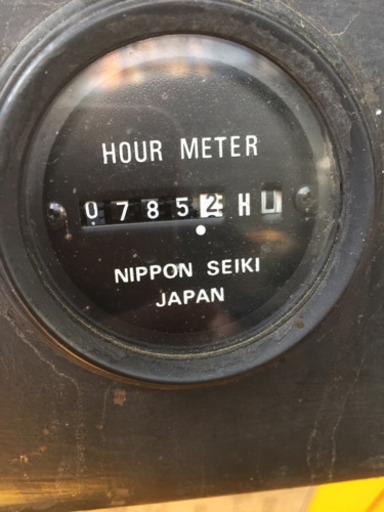 HOUR METER
07852 H
NIPPON SEIKI
JAPAN